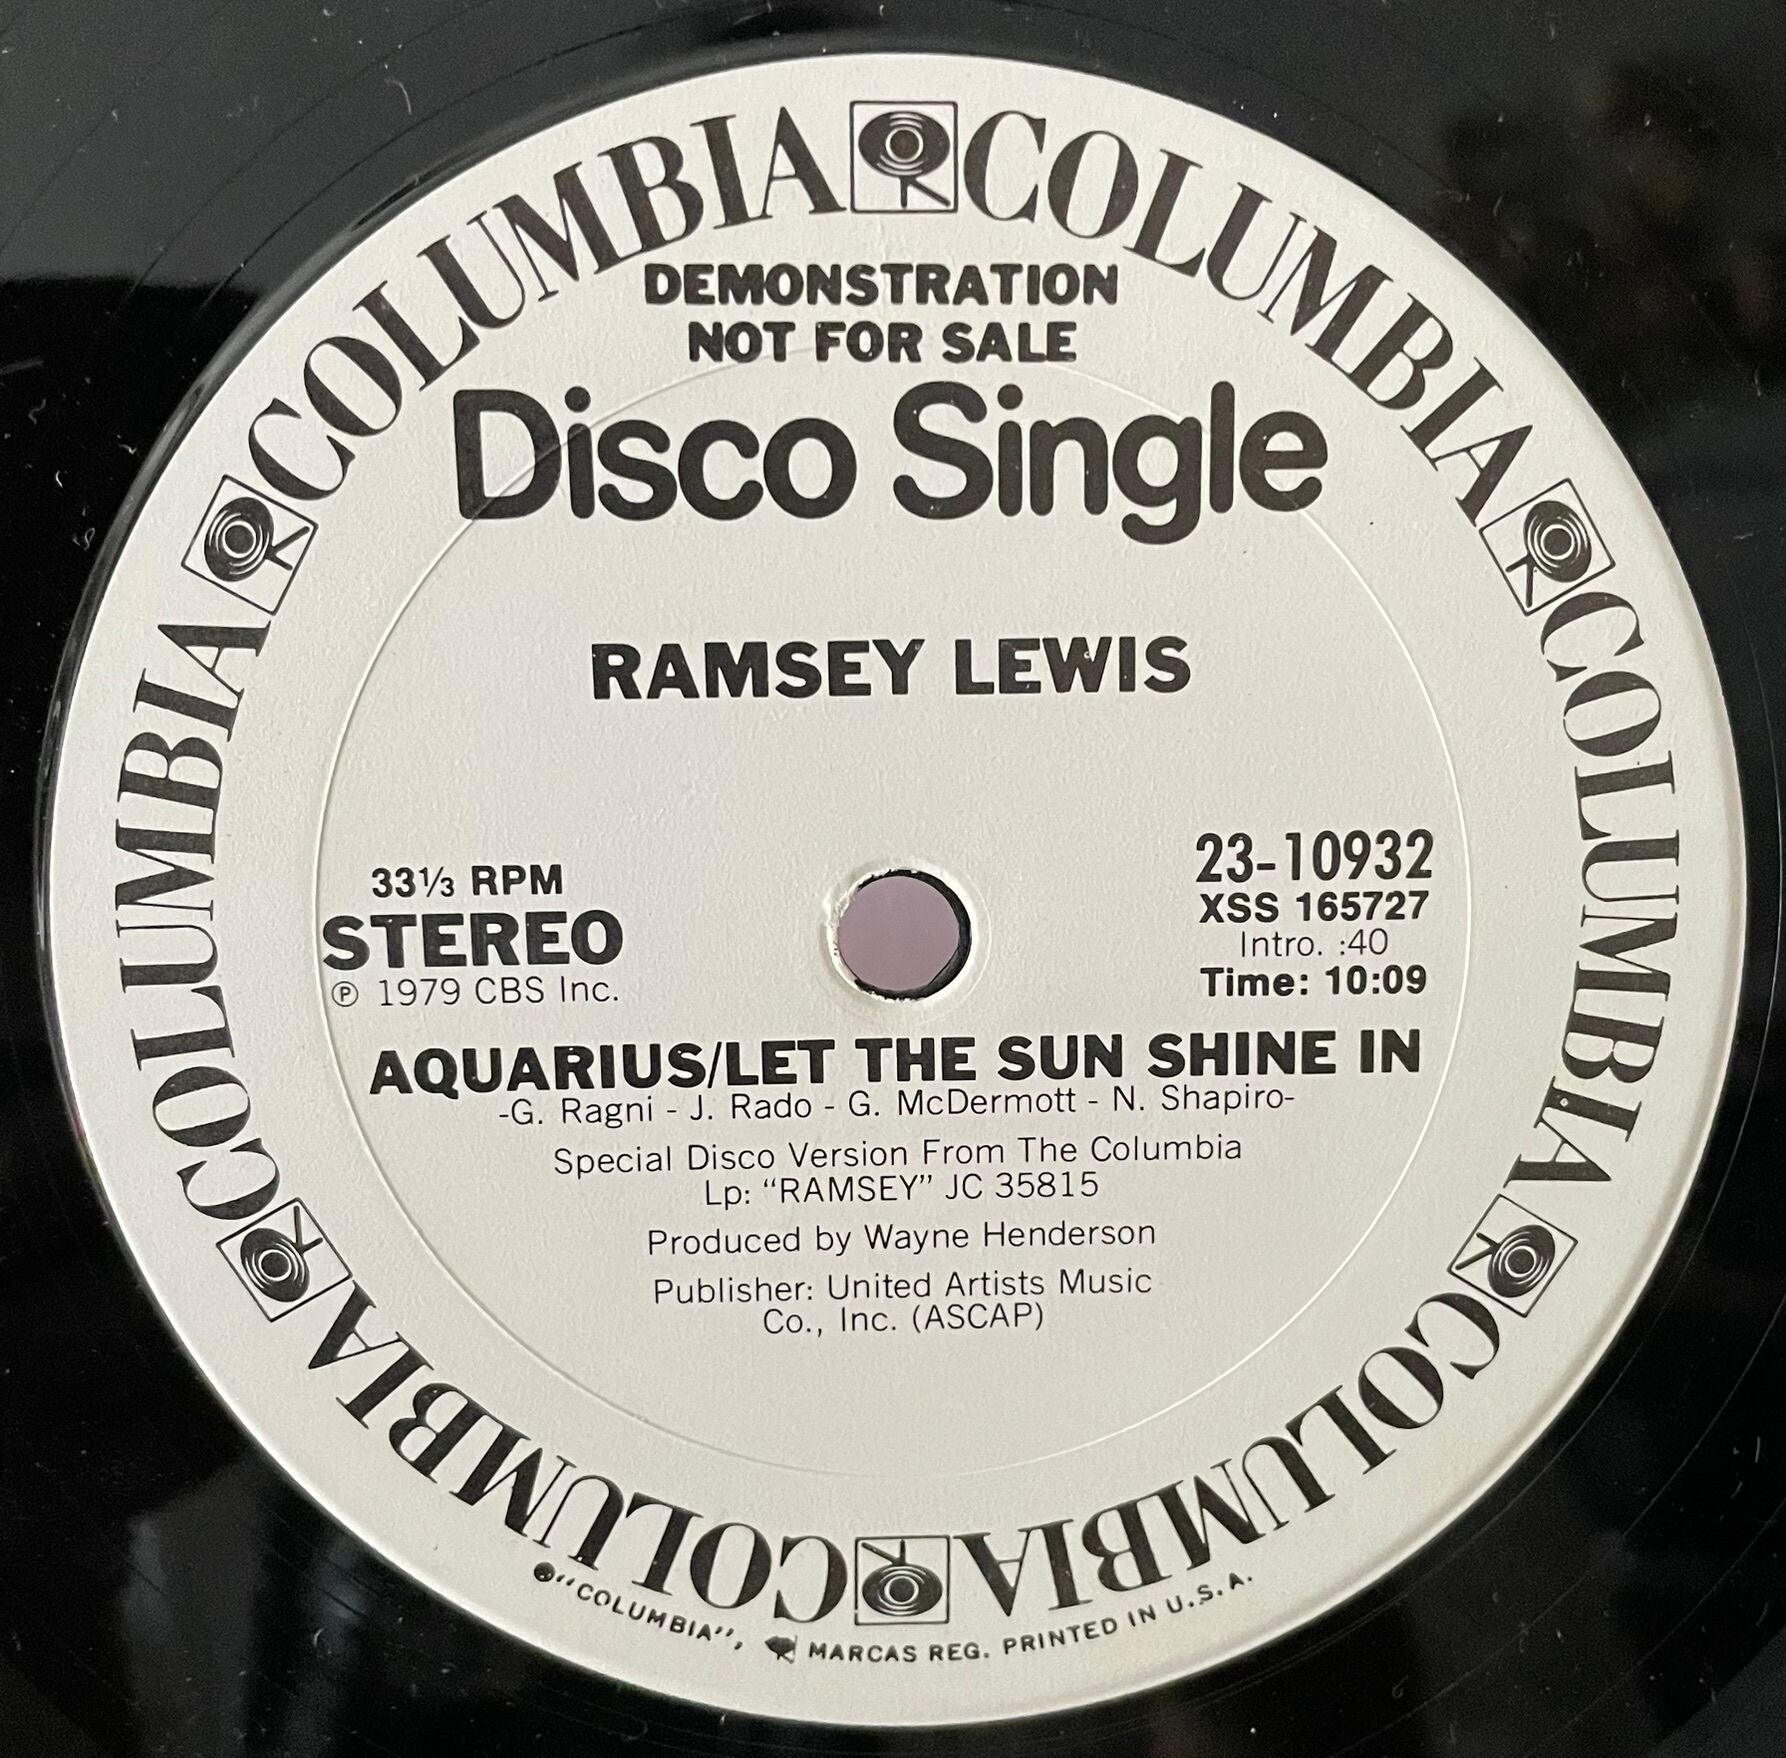 COLUMBIA COLUMBIA COLUMBIA COLUMBIA COLUMBIA COLUMBIA
DEMONSTRATION
NOT FOR SALE
Disco Single
RAMSEY LEWIS
33⅓ RPM
STEREO
℗ 1979 CBS Inc.
23-10932
XSS 165727
Intro. :40
Time: 10:09
AQUARIUS/LET THE SUN SHINE IN
-G. Ragni - J. Rado - G. McDermott - N. Shapiro-
Special Disco Version From The Columbia
Lp: “RAMSEY” JC 35815
Produced by Wayne Henderson
Publisher: United Artists Music
Co., Inc. (ASCAP)
“COLUMBIA”, MARCAS REG. PRINTED IN U.S.A.